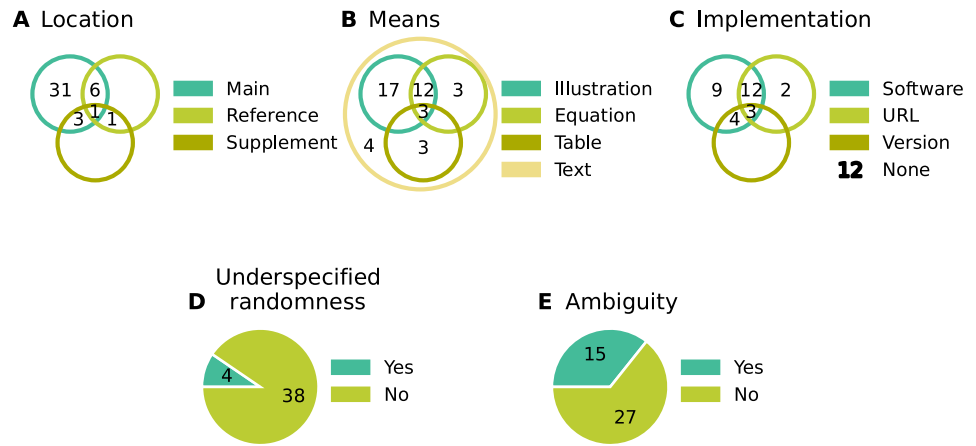 A Location
31
6
3
1
1
Main
Reference
Supplement
B Means
17
12
3
3
4
3
Illustration
Equation
Table
Text
C Implementation
9
12
2
4
3
Software
URL
Version
12 None
D Underspecified
randomness
4
38
Yes
No
E Ambiguity
15
27
Yes
No